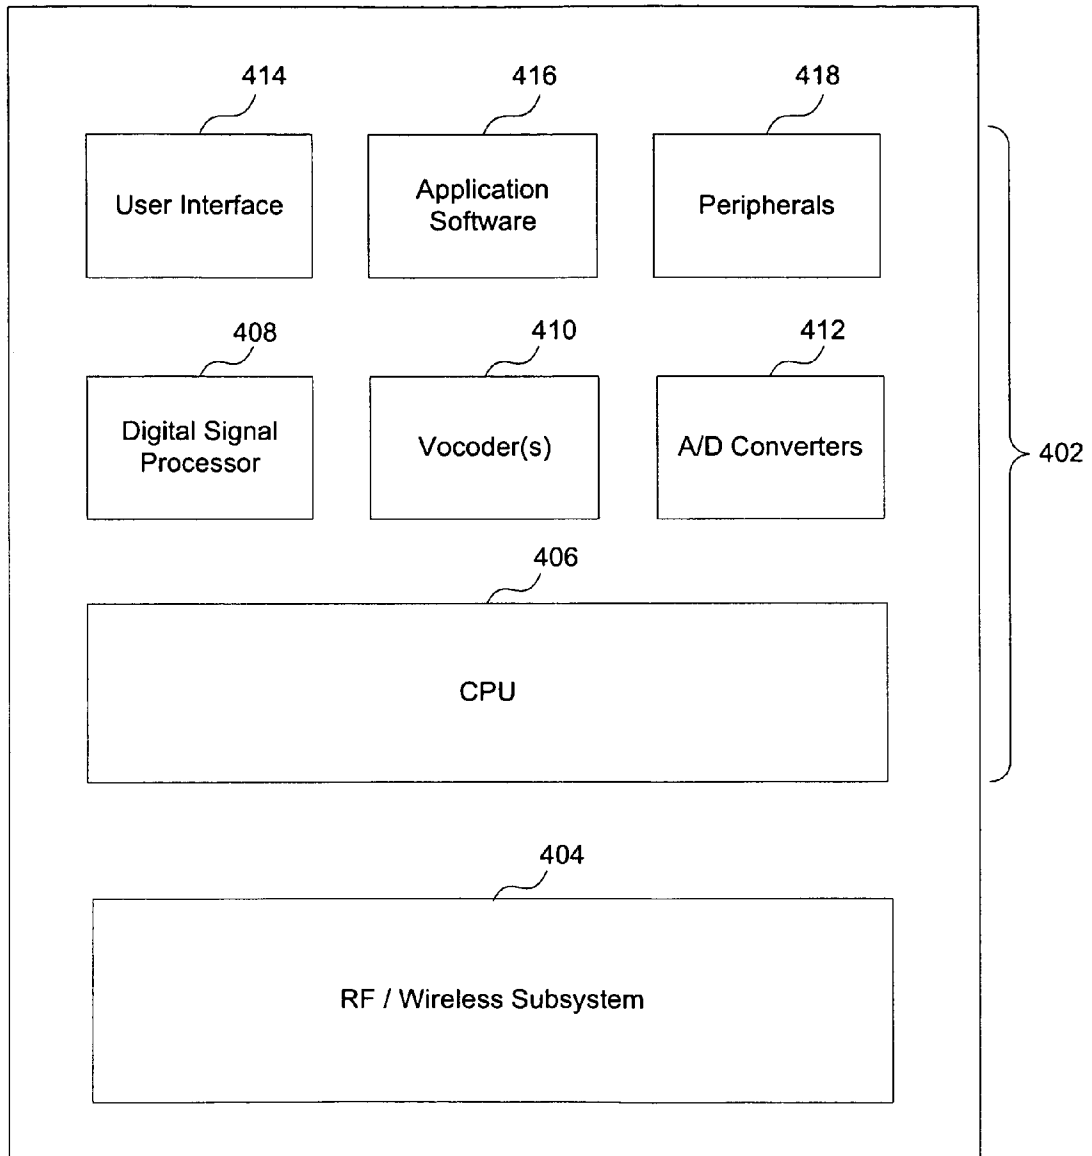 414
416
418
User Interface
Application
Software
Peripherals
408
410
412
Digital Signal
Processor
Vocoder(s)
A/D Converters
402
406
CPU
404
RF / Wireless Subsystem